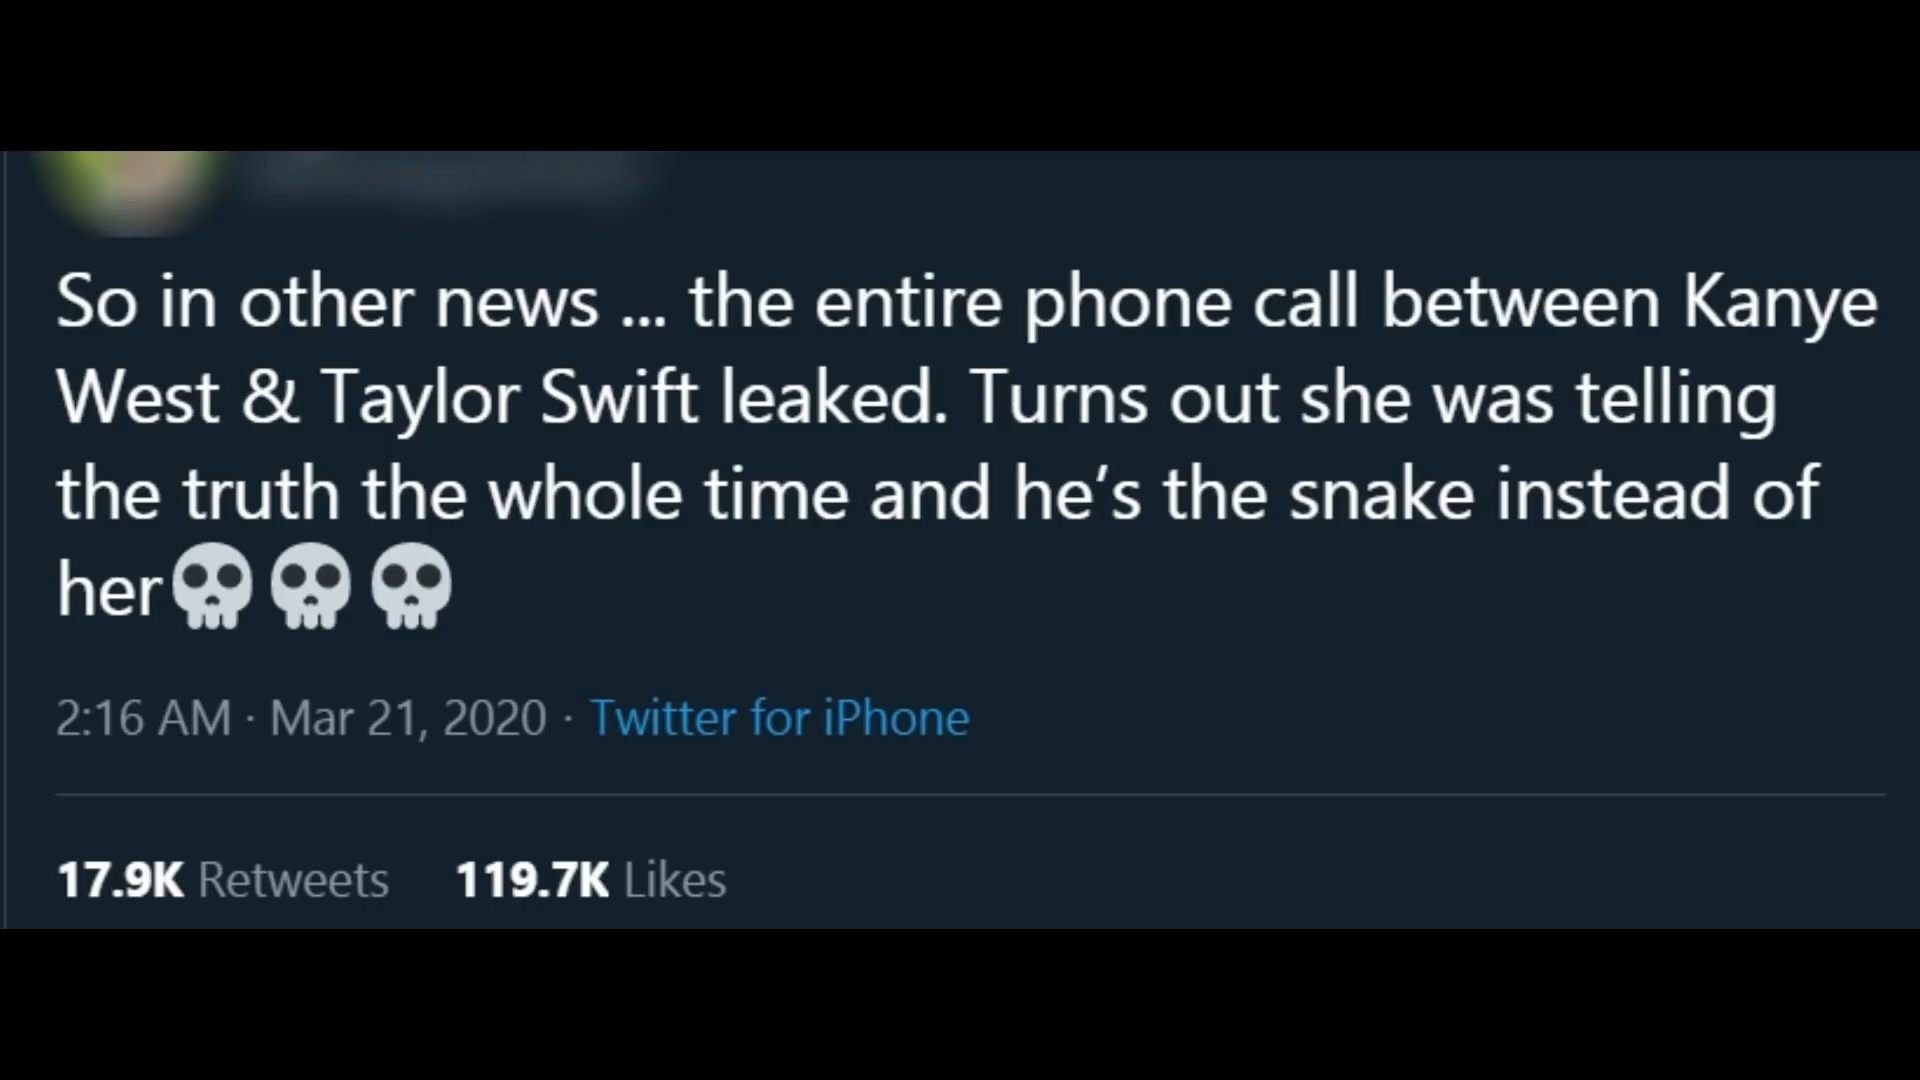 So in other news ... the entire phone call between Kanye
West & Taylor Swift leaked. Turns out she was telling
the truth the whole time and he’s the snake instead of
her💀💀💀
2:16 AM · Mar 21, 2020 · Twitter for iPhone
17.9K Retweets 119.7K Likes